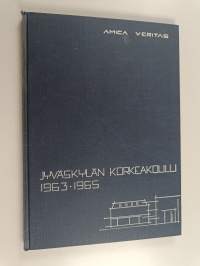 AMICA VERITAS
JYVÄSKYLÄN KORKEAKOULU
1963-1965